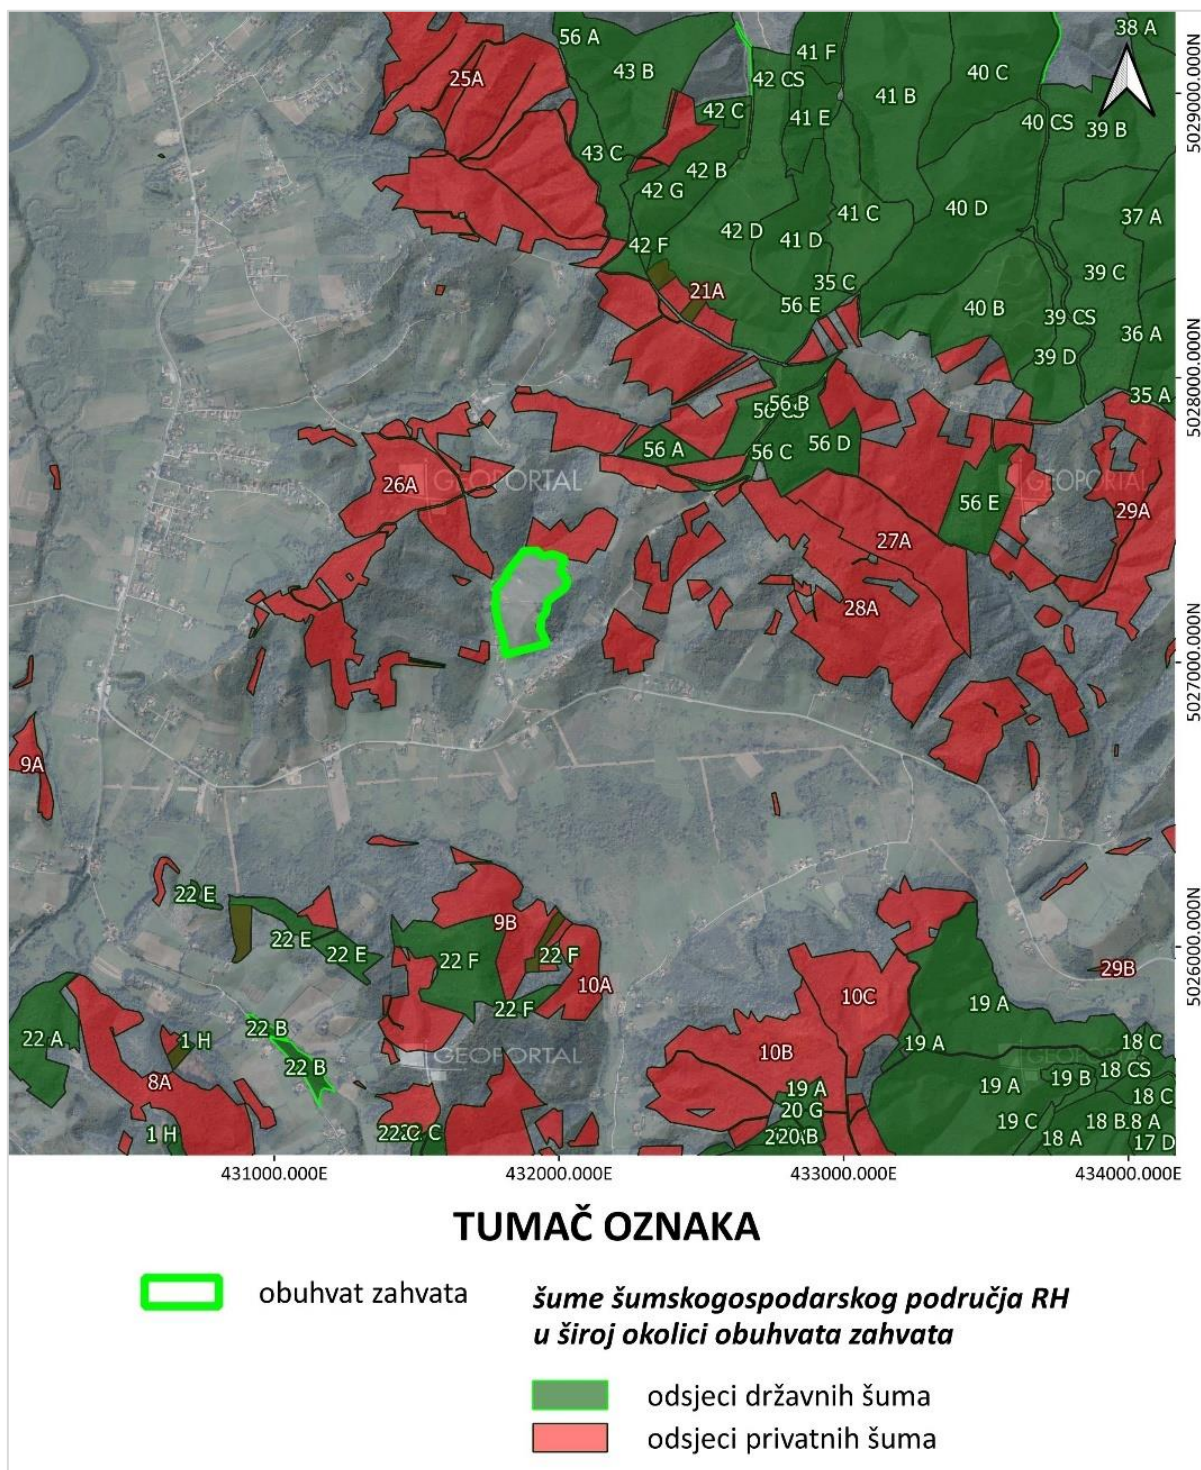 38 A
56 A
41 F
43 B
25A
42 CS
40 C
41 B
42 C
41 E
40 CS
39 B
5029000.000N
43 C
42 B
42 G
41 C
40 D
37 A
42 D
41 D
42 F
39 C
35 C
21A
56 E
40 B
39 CS
36 A
39 D
5028000.000N
35 A
56 B
56 A
56 C
56 D
26A
GEOPORTAL
GEOPORTAL
56 E
29A
27A
28A
5027000.000N
9A
22 E
9B
22 E
22 E
22 F
22 F
10A
29B
5026000.000N
10C
19 A
22 F
22 B
22 A
1 H
19 A
18 C
GEOPORTAL
GEOPORTAL
10B
22 B
18 CS
19 B
8A
19 A
19 A
18 C
20 G
19 C
18 B
8 A
1 H
18 A
17 D
431000.000E
432000.000E
433000.000E
434000.000E
TUMAČ OZNAKA
obuhvat zahvata
šume šumskogospodarskog područja RH
u široj okolici obuhvata zahvata
odsjeci državnih šuma
odsjeci privatnih šuma